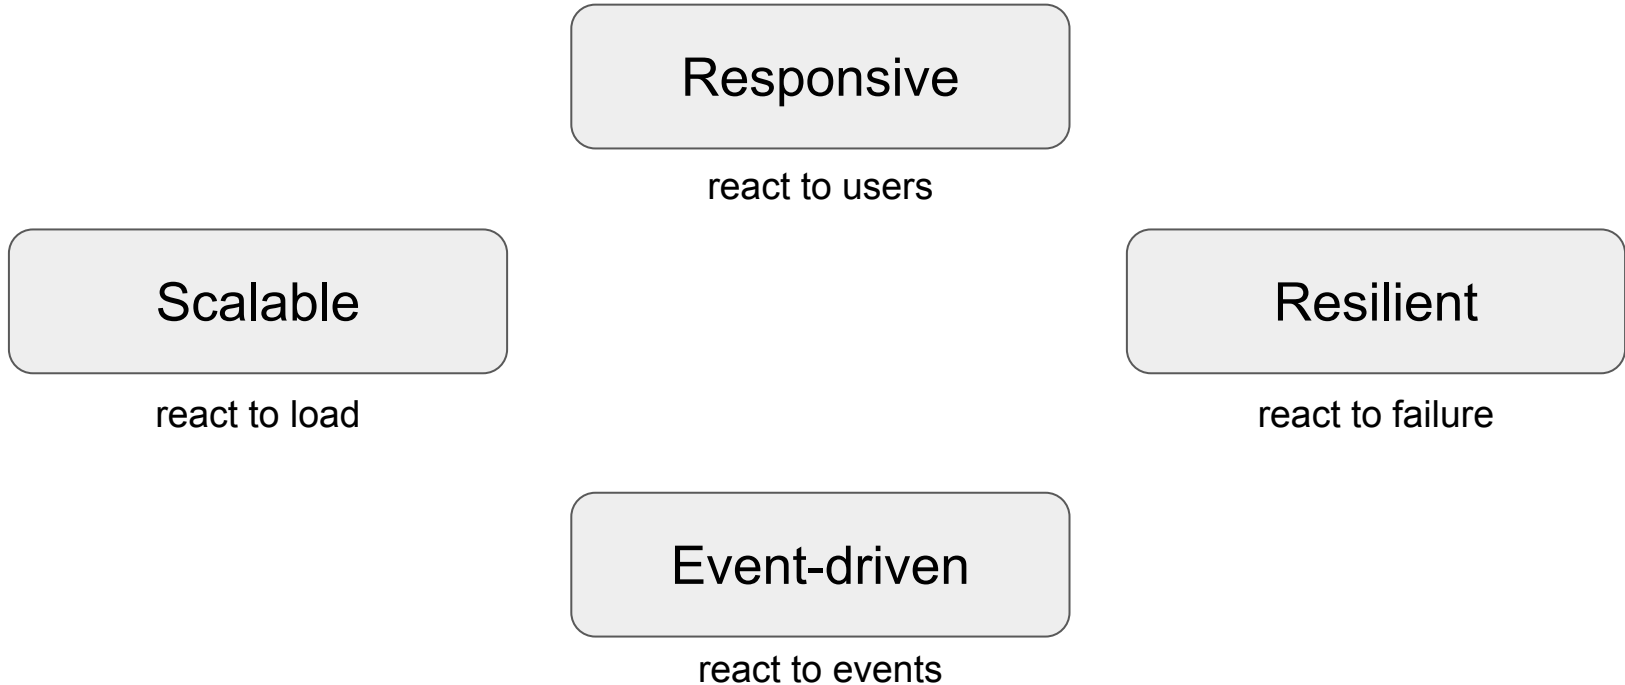 Responsive
react to users
Scalable
react to load
Resilient
react to failure
Event-driven
react to events